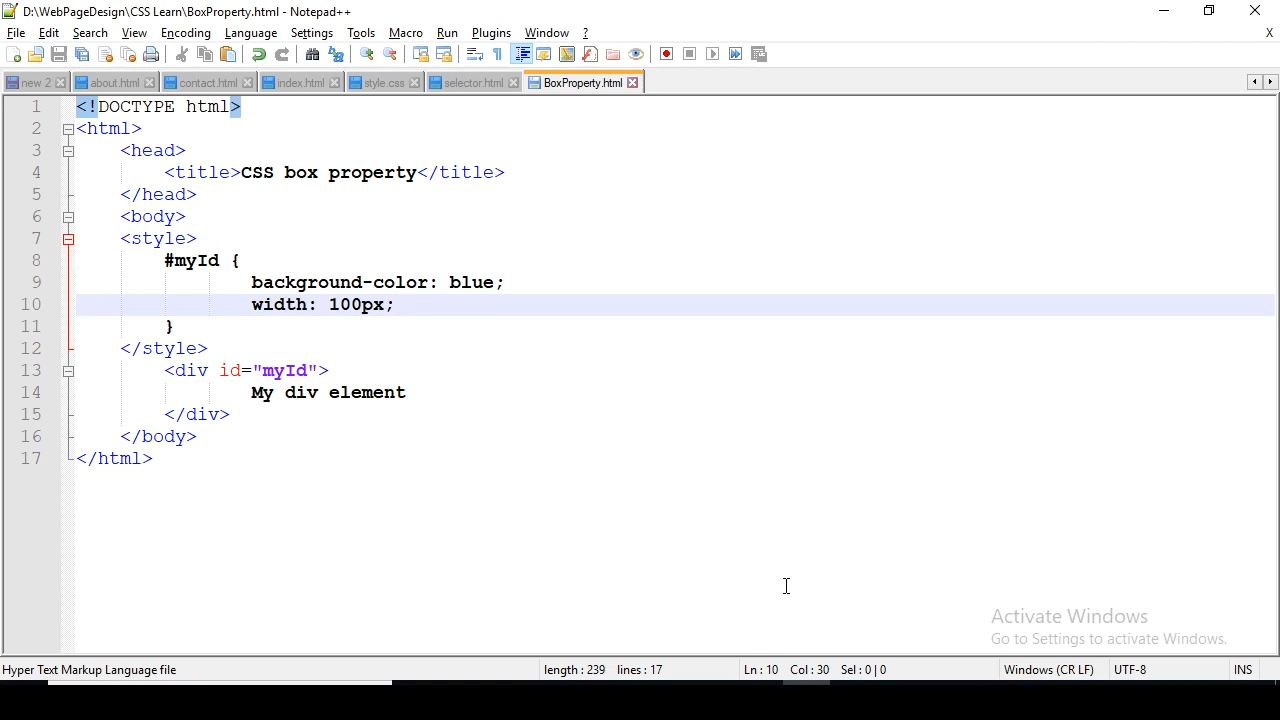 D:\WebPageDesign\CSS Learn\BoxProperty.html - Notepad++
File Edit Search View Encoding Language Settings Tools Macro Run Plugins Window ? X
new 2 about.html contact.html index.html style.css selector.html BoxProperty.html
1 <!DOCTYPE html>
2 <html>
3 <head>
4 <title>CSS box property</title>
5 </head>
6 <body>
7 <style>
8 #myId {
9 background-color: blue;
10 width: 100px;
11 }
12 </style>
13 <div id="myId">
14 My div element
15 </div>
16 </body>
17 </html>
Activate Windows
Go to Settings to activate Windows.
Hyper Text Markup Language file length : 239 lines : 17 Ln : 10 Col : 30 Sel : 0 | 0 Windows (CR LF) UTF-8 INS